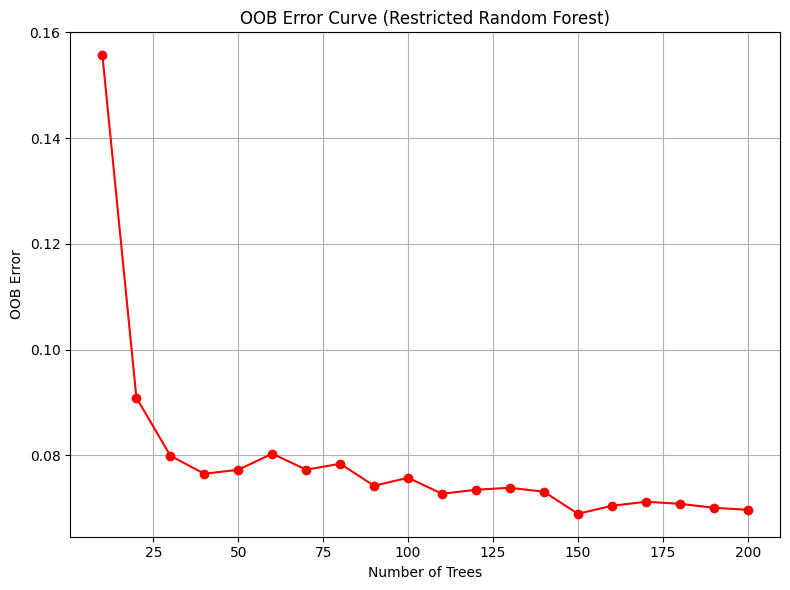 OOB Error Curve (Restricted Random Forest)
0.16
0.14
0.12
0.10
0.08
OOB Error
25 50 75 100 125 150 175 200
Number of Trees